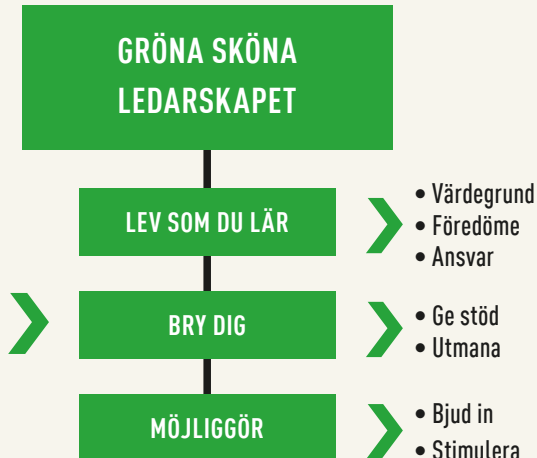 GRÖNA SKÖNA
LEDARSKAPET
LEV SOM DU LÄR
• Värdegrund
• Föredöme
• Ansvar
BRY DIG
• Ge stöd
• Utmana
MÖJLIGGÖR
• Bjud in
• Stimulera